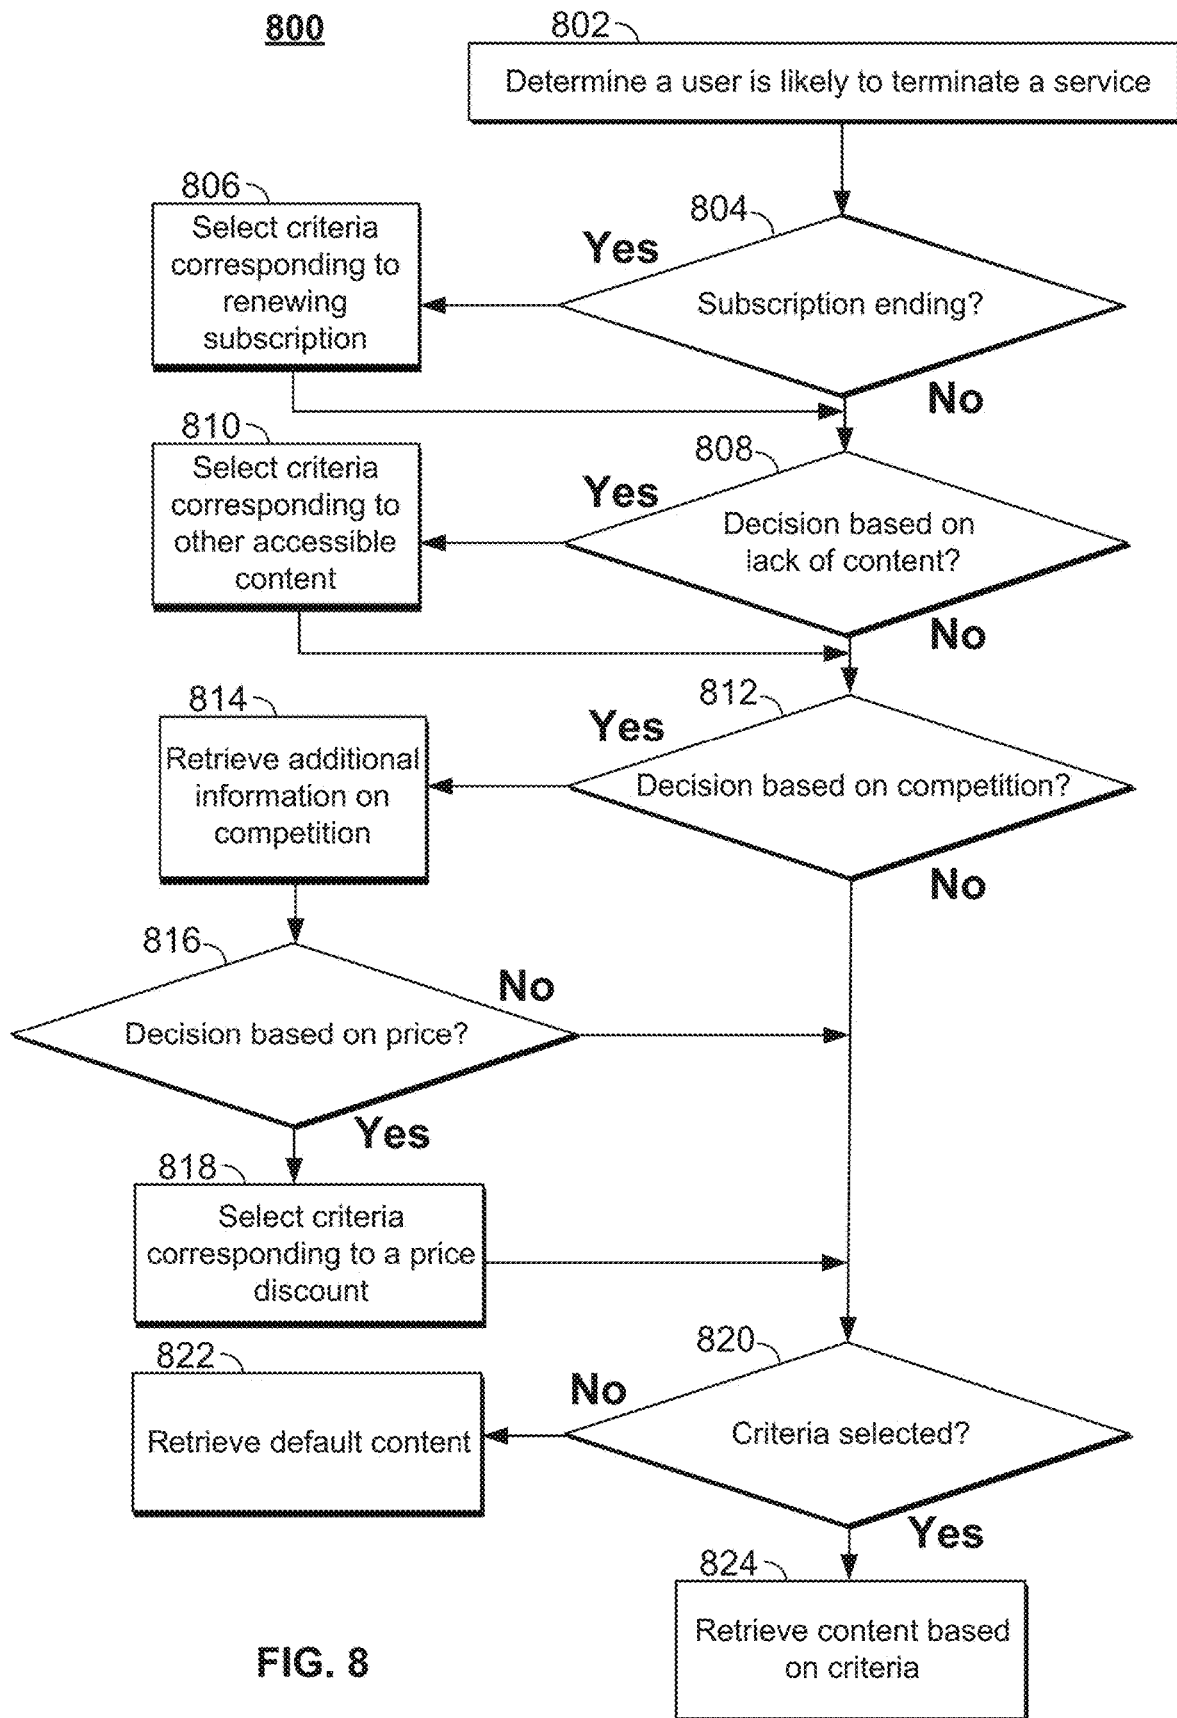 800
802
Determine a user is likely to terminate a service
806
Select criteria
corresponding to
renewing
subscription
804
Yes
Subscription ending?
No
810
Select criteria
corresponding to
other accessible
content
808
Yes
Decision based on
lack of content?
No
814
Retrieve additional
information on
competition
812
Yes
Decision based on competition?
No
816
No
Decision based on price?
Yes
818
Select criteria
corresponding to a price
discount
822
Retrieve default content
820
No
Criteria selected?
Yes
824
Retrieve content based
on criteria
FIG. 8